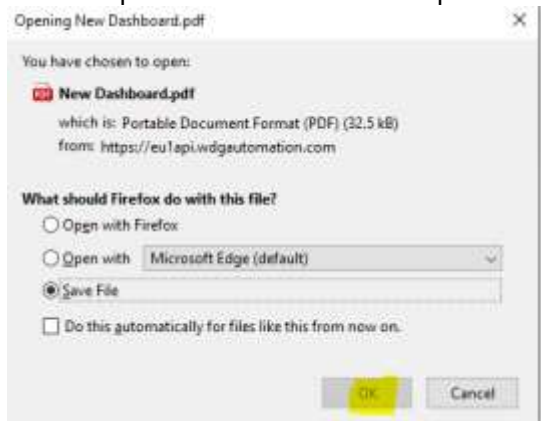 Opening New Dashboard.pdf
You have chosen to open:
New Dashboard.pdf
which is: Portable Document Format (PDF) (32.5 kB)
from: https://eu1api.wdgautomation.com
What should Firefox do with this file?
Open with Firefox
Open with Microsoft Edge (default)
Save File
Do this automatically for files like this from now on.
OK Cancel